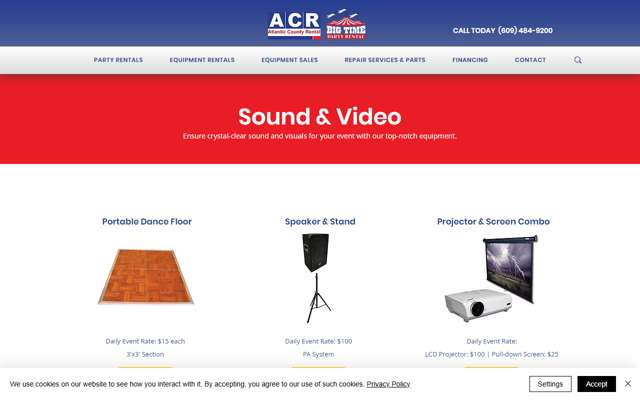 ACR
Atlantic County Rental
BIG TIME
PARTY RENTAL
CALL TODAY (609) 484-9200
PARTY RENTALS
EQUIPMENT RENTALS
EQUIPMENT SALES
REPAIR SERVICES & PARTS
FINANCING
CONTACT
Sound & Video
Ensure crystal-clear sound and visuals for your event with our top-notch equipment.
Portable Dance Floor
Speaker & Stand
Projector & Screen Combo
Daily Event Rate: $15 each
3'x3' Section
Daily Event Rate: $100
PA System
Daily Event Rate:
LCD Projector: $100 | Pull-down Screen: $25
We use cookies on our website to see how you interact with it. By accepting, you agree to our use of such cookies. Privacy Policy
Settings
Accept